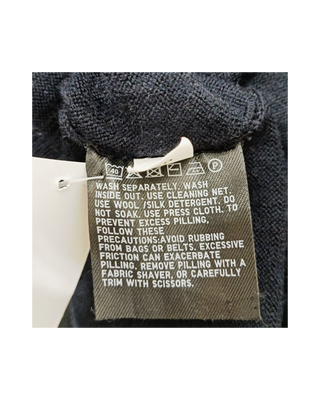 40 P
WASH SEPARATELY. WASH
INSIDE OUT. USE CLEANING NET.
USE WOOL /SILK DETERGENT. DO
NOT SOAK. USE PRESS CLOTH. TO
PREVENT EXCESS PILLING,
FOLLOW THESE
PRECAUTIONS:AVOID RUBBING
FROM BAGS OR BELTS. EXCESSIVE
FRICTION CAN EXACERBATE
PILLING. REMOVE PILLING WITH A
FABRIC SHAVER, OR CAREFULLY
TRIM WITH SCISSORS.